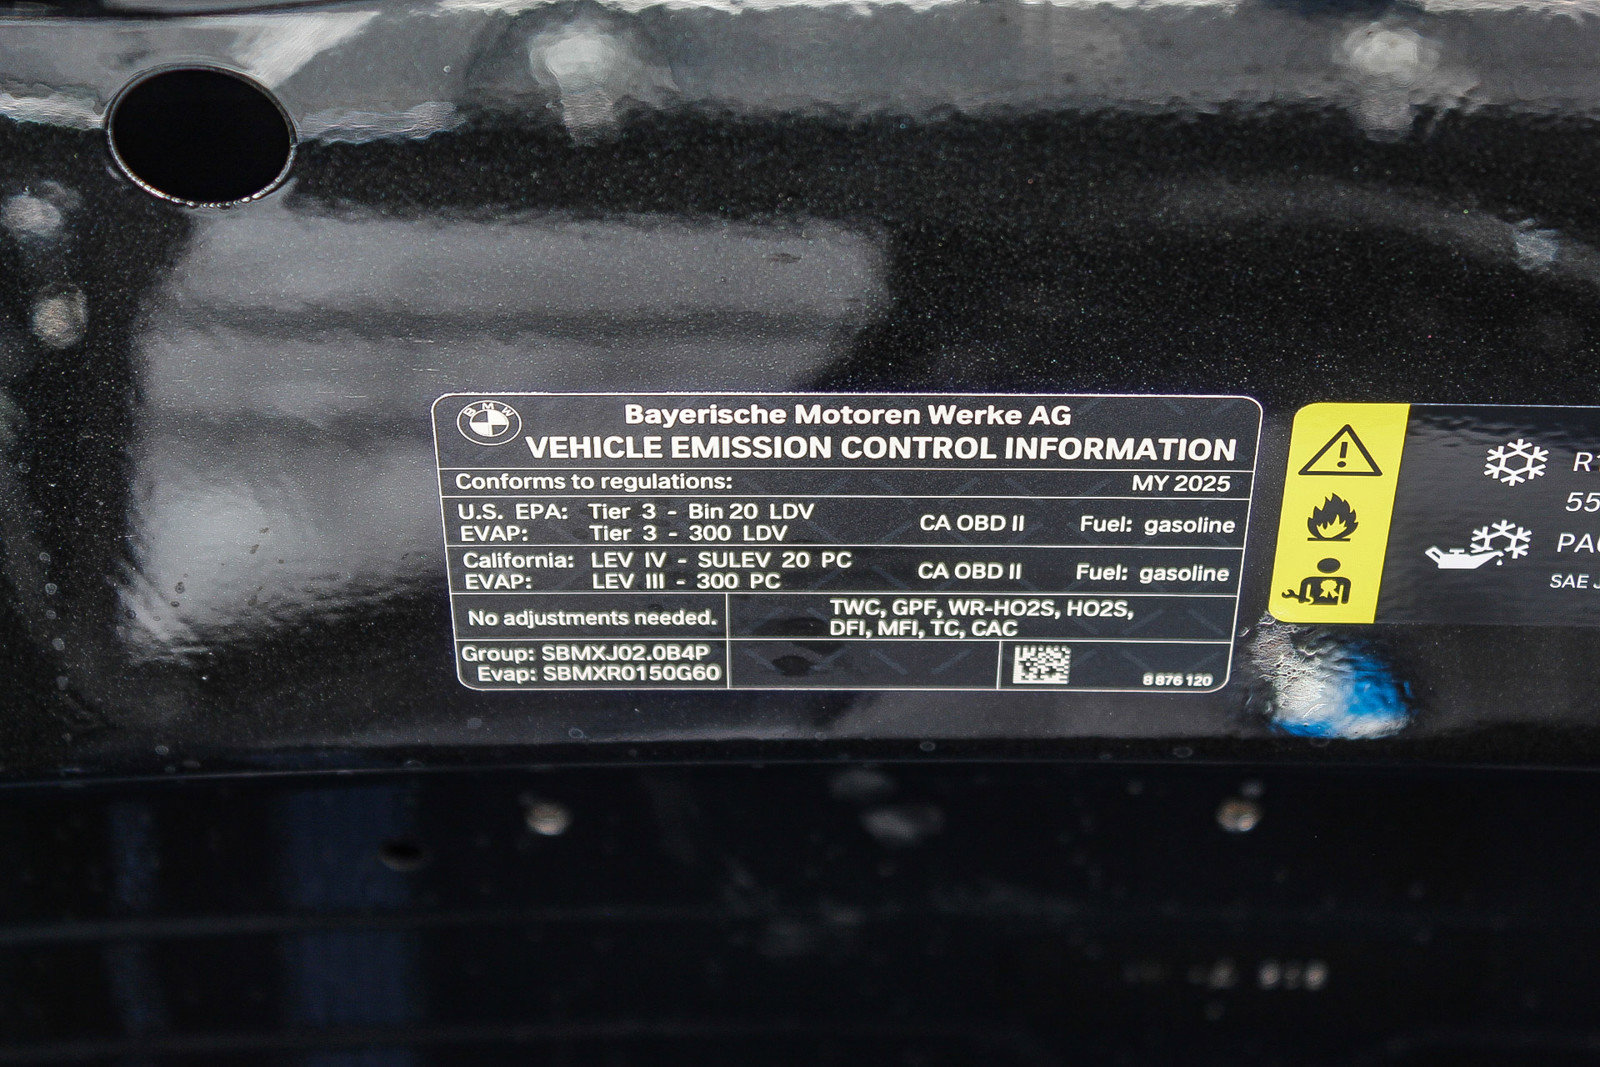 BMW
Bayerische Motoren Werke AG
VEHICLE EMISSION CONTROL INFORMATION
Conforms to regulations: MY 2025
U.S. EPA: Tier 3 - Bin 20 LDV
EVAP: Tier 3 - 300 LDV
CA OBD II Fuel: gasoline
California: LEV IV - SULEV 20 PC
EVAP: LEV III - 300 PC
CA OBD II Fuel: gasoline
No adjustments needed.
TWC, GPF, WR-HO2S, HO2S,
DFI, MFI, TC, CAC
Group: SBMXJ02.0B4P
Evap: SBMXR0150G60
8 876 120
55
SAE